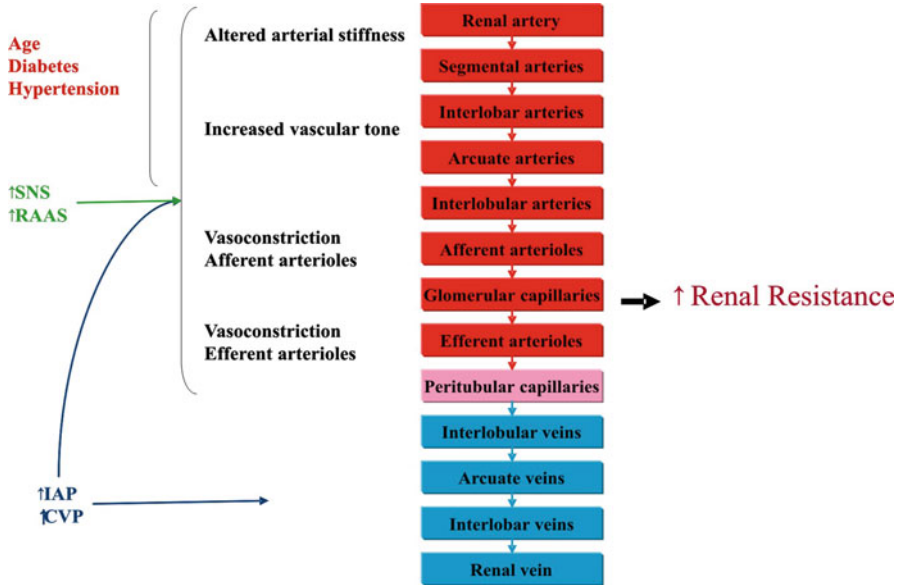 Age
Diabetes
Hypertension
↑SNS
↑RAAS
↑IAP
↑CVP
Altered arterial stiffness
Increased vascular tone
Vasoconstriction
Afferent arterioles
Vasoconstriction
Efferent arterioles
Renal artery
Segmental arteries
Interlobar arteries
Arcuate arteries
Interlobular arteries
Afferent arterioles
Glomerular capillaries
Efferent arterioles
Peritubular capillaries
Interlobular veins
Arcuate veins
Interlobar veins
Renal vein
↑ Renal Resistance